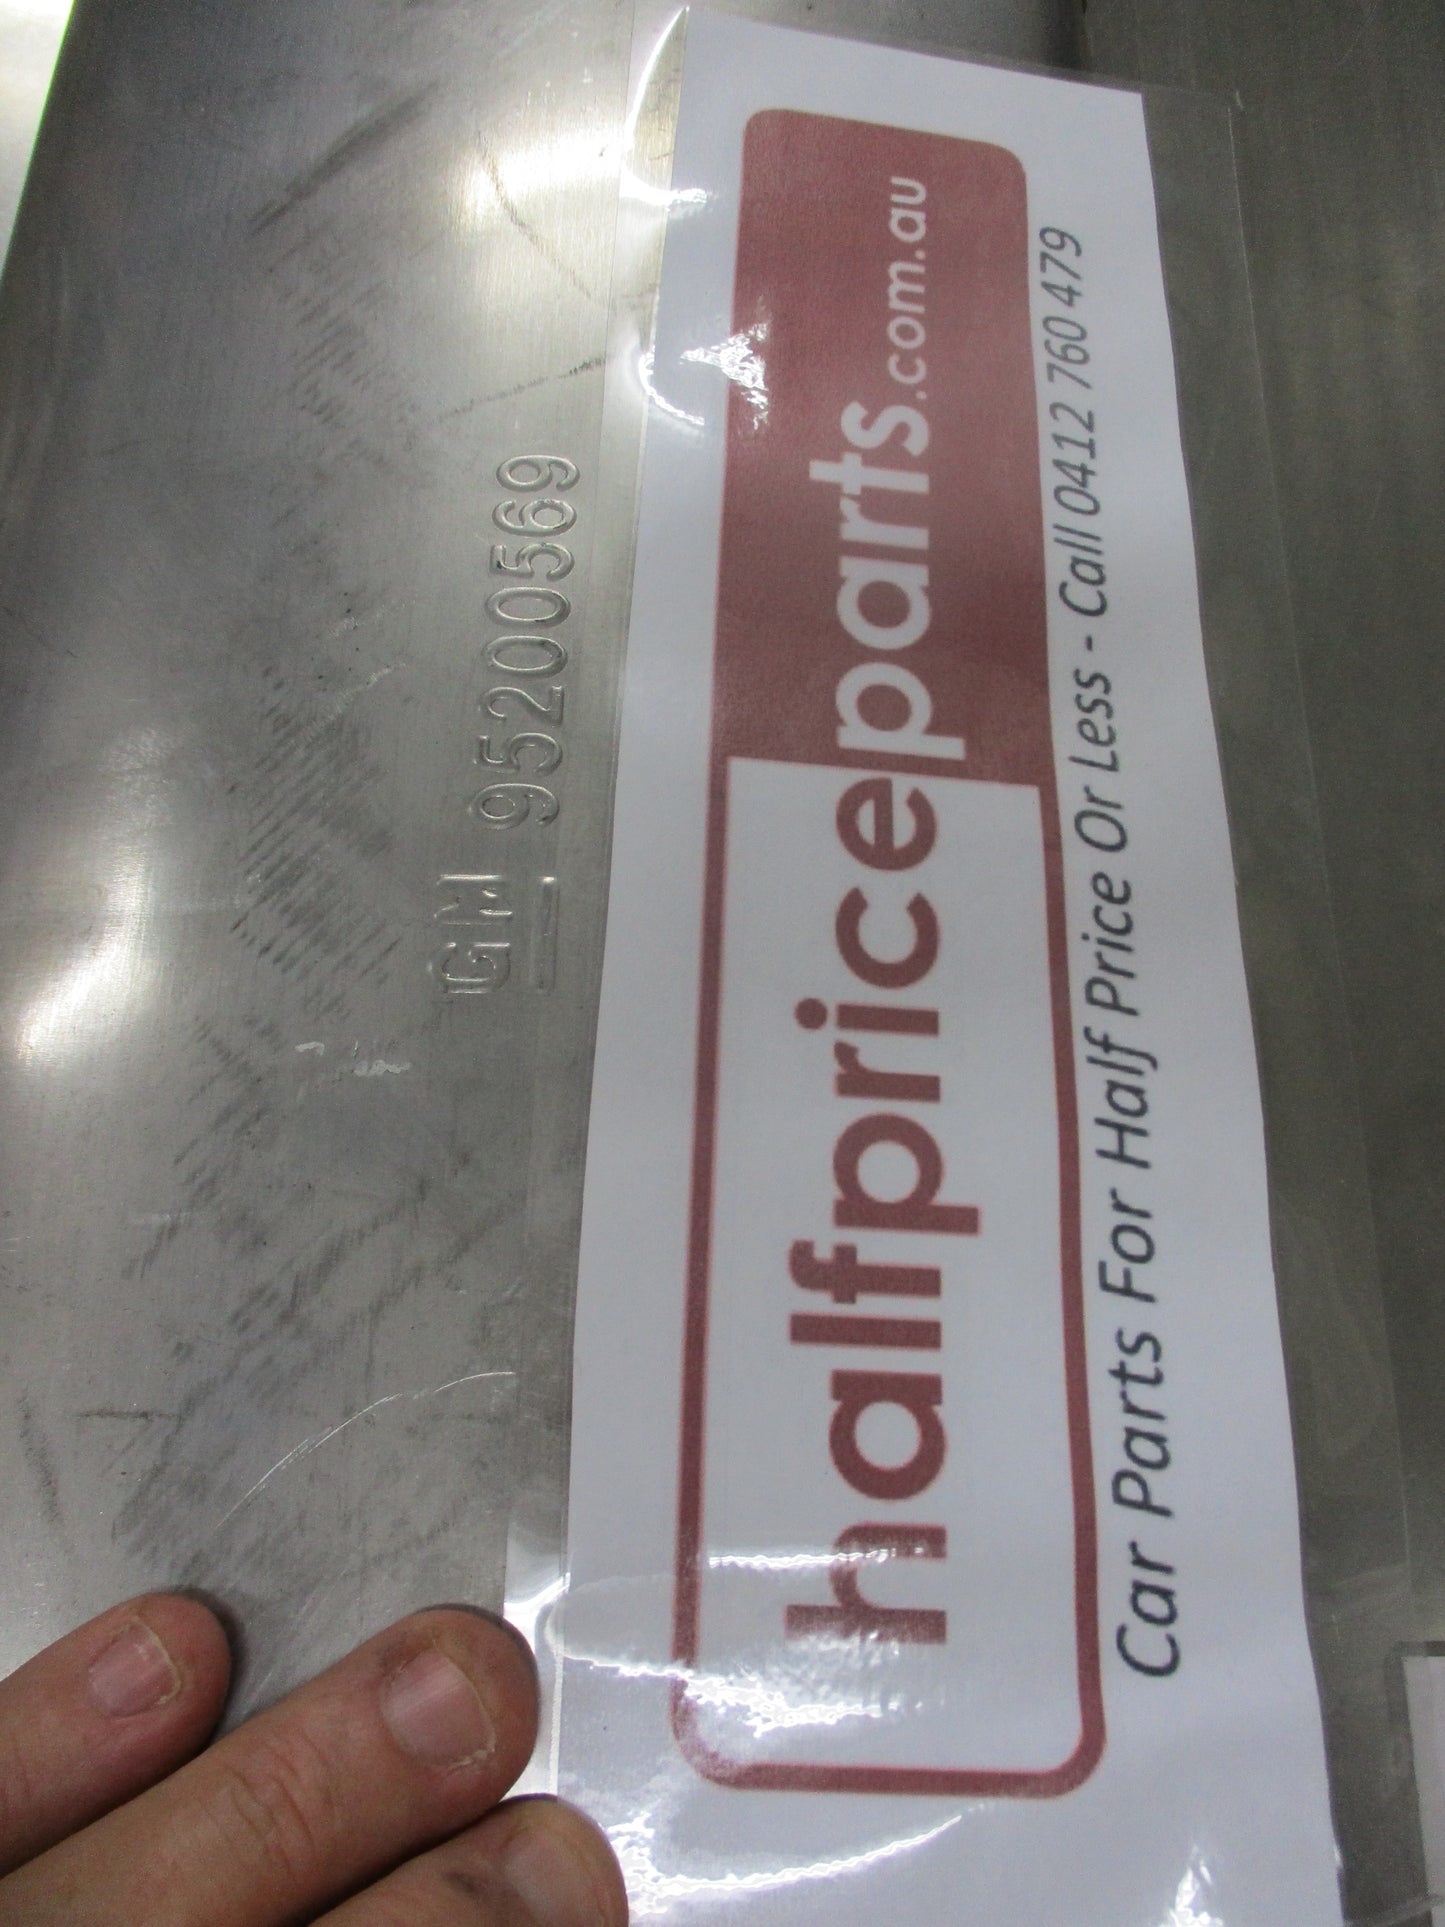 GM 95200569
halfpriceparts.com.au
Car Parts For Half Price Or Less - Call 0412 760 479